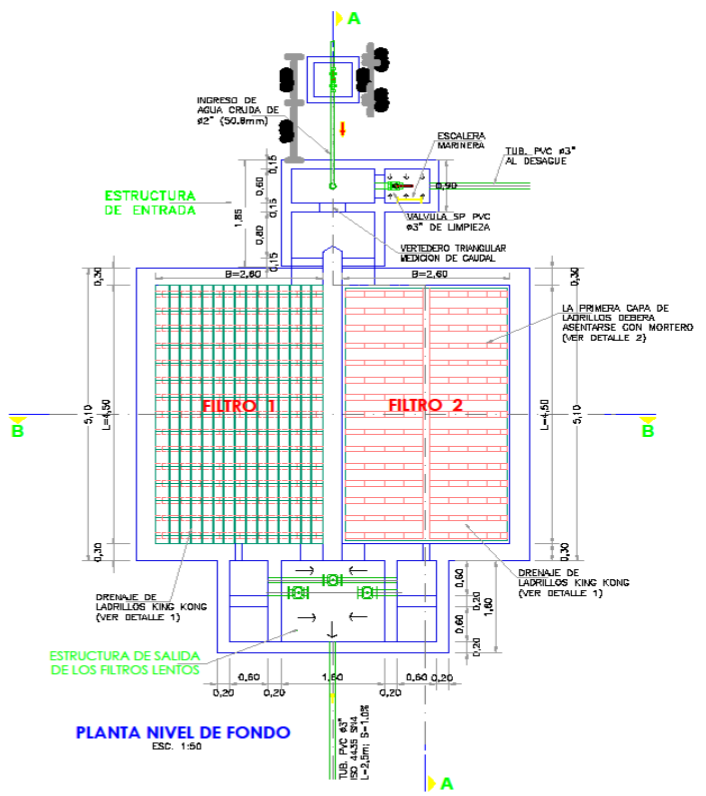 A
INGRESO DE
AGUA CRUDA DE
ø2" (50.8mm)
ESCALERA
MARINERA
TUB. PVC ø3"
AL DESAGUE
0,15
0,60
0,15
0,80
0,15
1,85
0,90
ESTRUCTURA
DE ENTRADA
VALVULA SP PVC
ø3" DE LIMPIEZA
VERTEDERO TRIANGULAR
MEDICION DE CAUDAL
0,30
B=2,60
B=2,60
0,30
LA PRIMERA CAPA DE
LADRILLOS DEBERA
ASENTARSE CON MORTERO
(VER DETALLE 2)
FILTRO 1
FILTRO 2
B
B
5,10
L=4,50
L=4,50
5,10
0,30
0,30
DRENAJE DE
LADRILLOS KING KONG
(VER DETALLE 1)
DRENAJE DE
LADRILLOS KING KONG
(VER DETALLE 1)
0,60
0,20
0,60
0,20
1,60
ESTRUCTURA DE SALIDA
DE LOS FILTROS LENTOS
0,20
0,60
0,20
1,60
0,20
0,60
0,20
TUB. PVC ø3"
ISO 4435 SN4
L=2,5m; S=1.0%
PLANTA NIVEL DE FONDO
ESC. 1:50
A